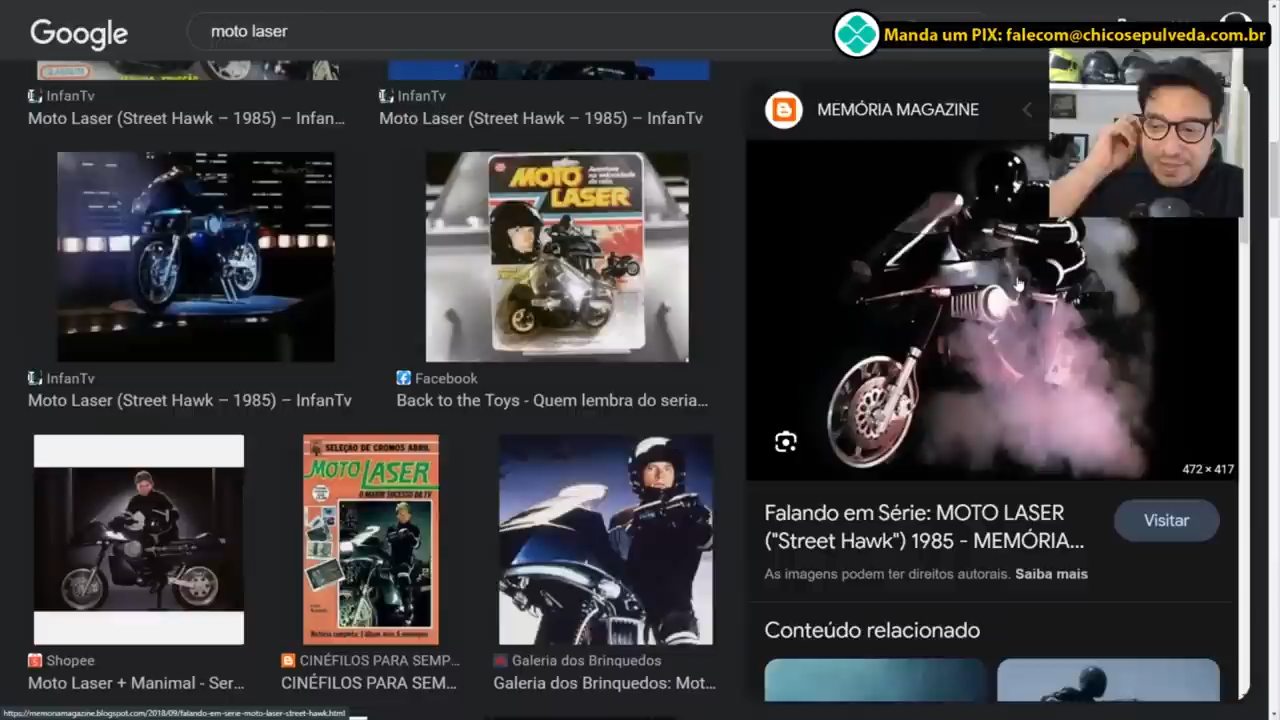 Google
moto laser
Manda um PIX: falecom@chicosepulveda.com.br
InfanTv
Moto Laser (Street Hawk – 1985) – Infan...
InfanTv
Moto Laser (Street Hawk – 1985) – InfanTv
MEMÓRIA MAGAZINE
MOTO
LASER
Aventura
na velocidade
do raio.
InfanTv
Moto Laser (Street Hawk – 1985) – InfanTv
Facebook
Back to the Toys - Quem lembra do seria...
472 × 417
SELEÇÃO DE CROMOS ABRIL
MOTO LASER
O MAIOR SUCESSO DA TV
Falando em Série: MOTO LASER
("Street Hawk") 1985 - MEMÓRIA...
Visitar
As imagens podem ter direitos autorais. Saiba mais
Conteúdo relacionado
Shopee
Moto Laser + Manimal - Ser...
CINÉFILOS PARA SEMP...
CINÉFILOS PARA SEM...
Galeria dos Brinquedos
Galeria dos Brinquedos: Mot...
https://memoriamagazine.blogspot.com/2018/09/falando-em-serie-moto-laser-street-hawk.html